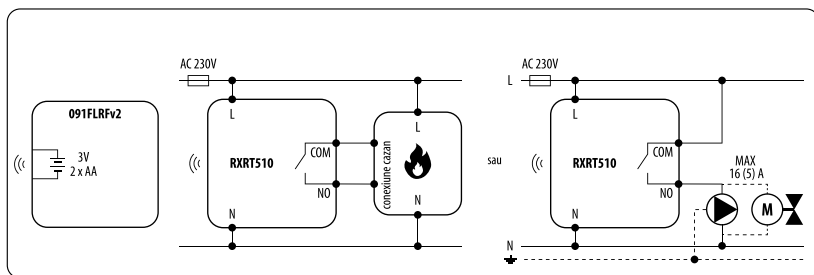 091FLRFv2
3V
2 x AA
AC 230V
L
RXRT510
COM
NO
N
L
conexiune cazan
N
sau
L
AC 230V
L
RXRT510
COM
NO
N
MAX
16 (5) A
M
N